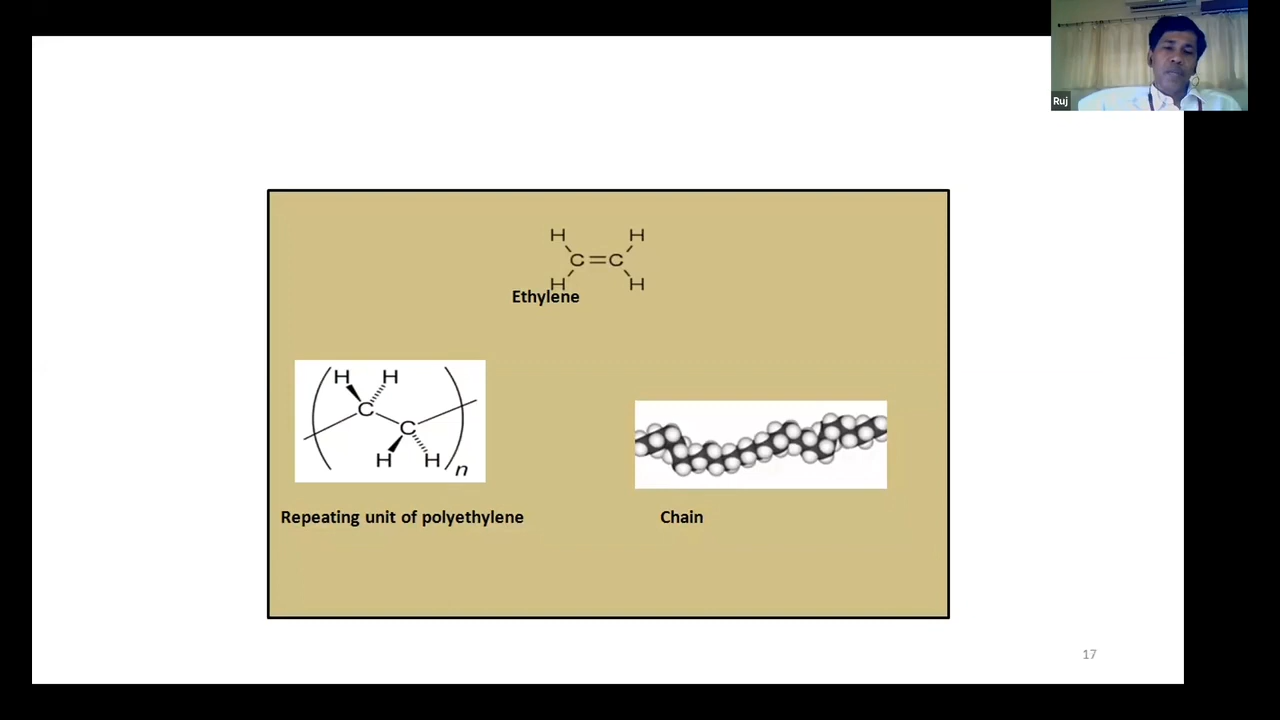 Ruj
H H
C=C
H H
Ethylene
H H
C
C
H H n
Repeating unit of polyethylene
Chain
17